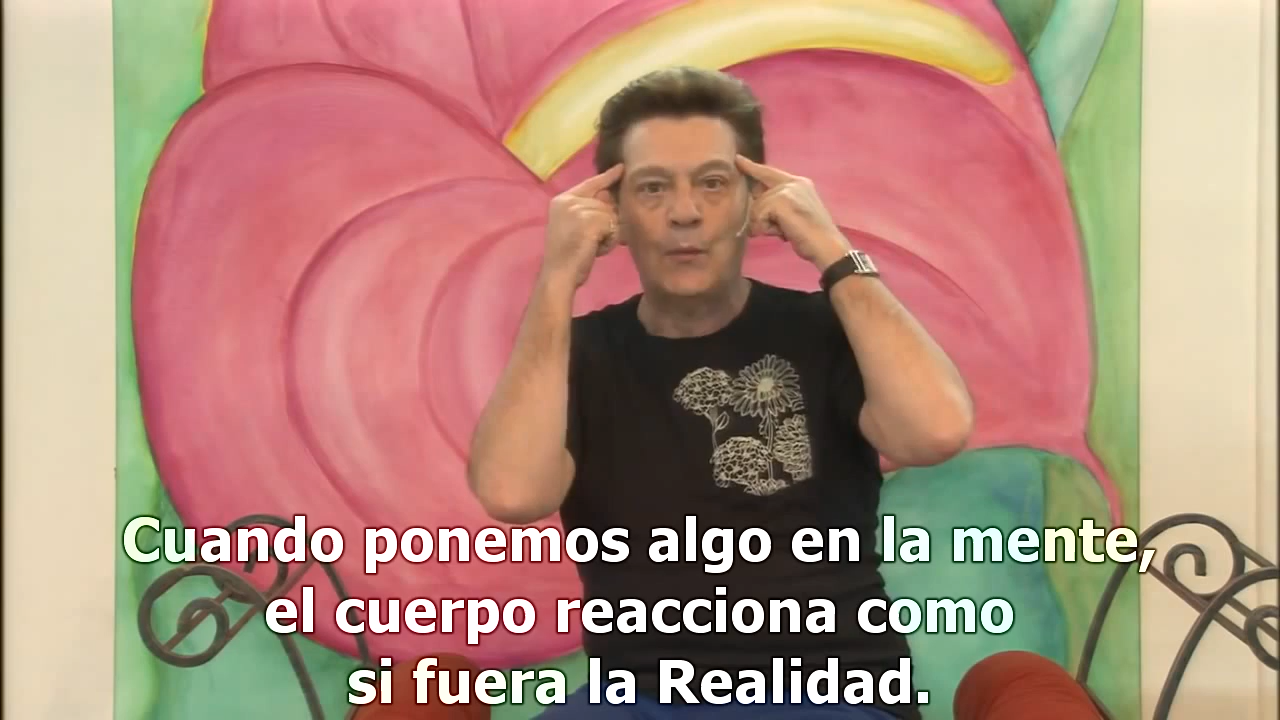 Cuando ponemos algo en la mente,
el cuerpo reacciona como
si fuera la Realidad.